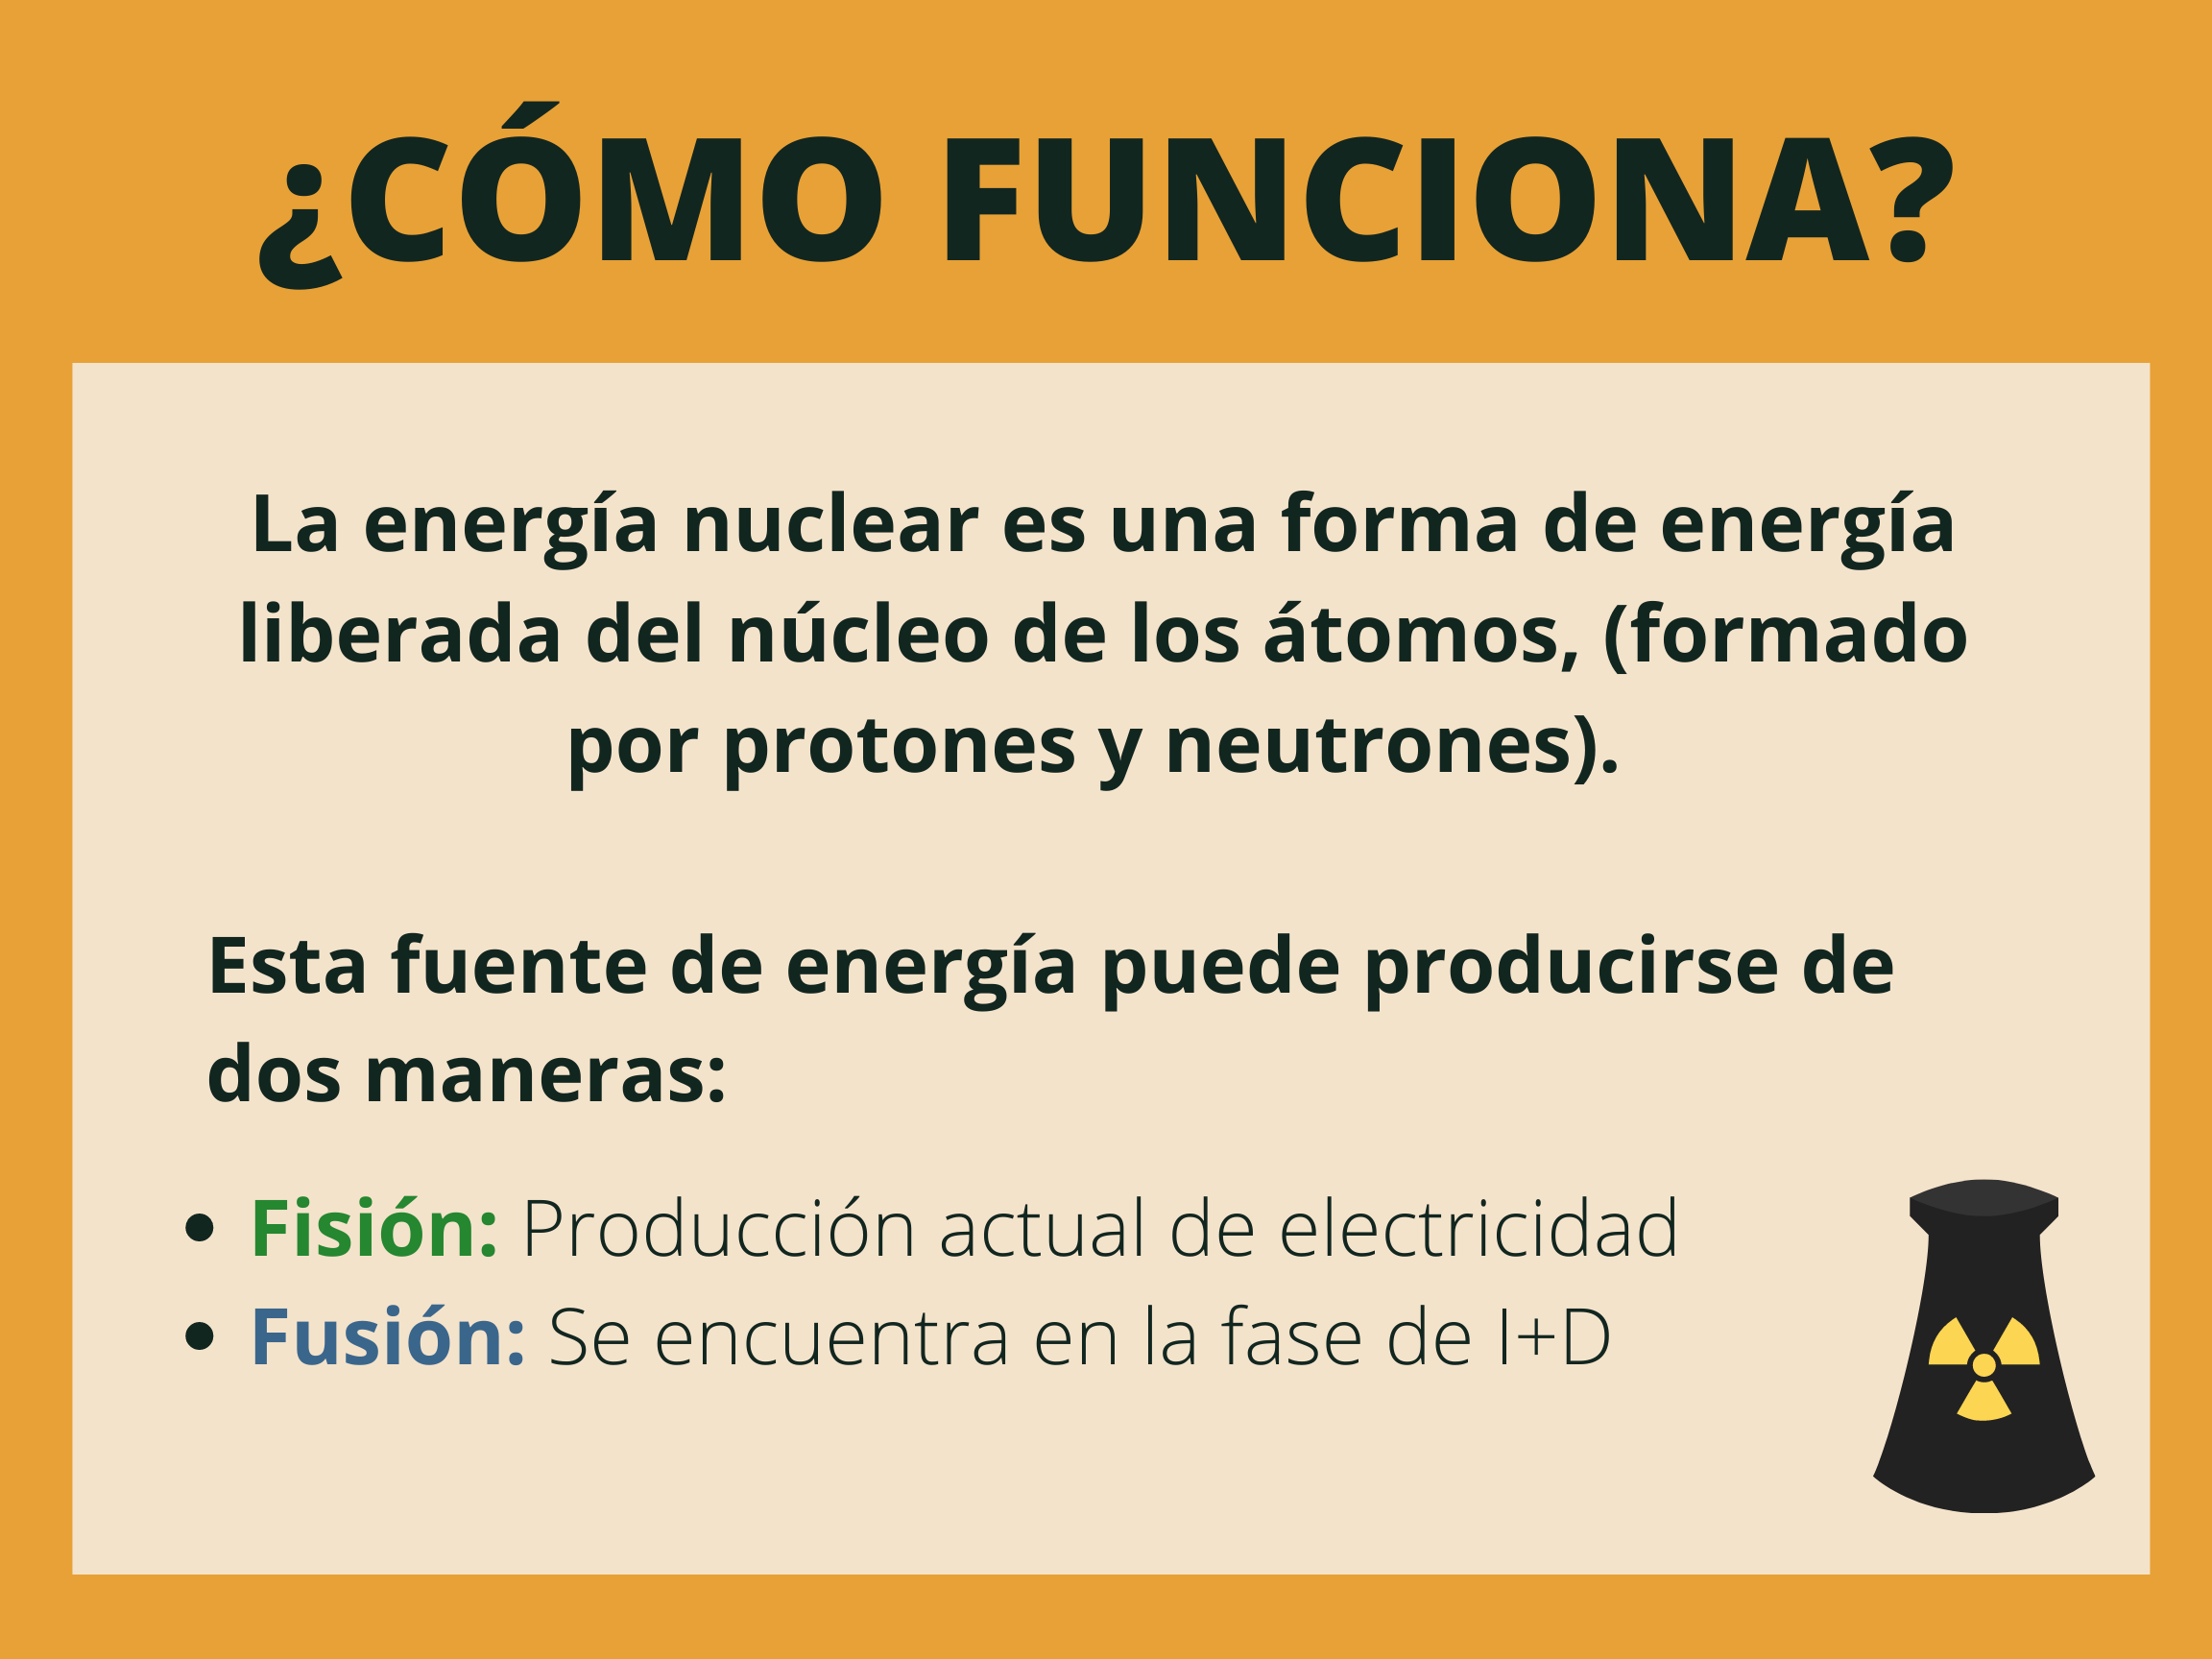 ¿CÓMO FUNCIONA?
La energía nuclear es una forma de energía
liberada del núcleo de los átomos, (formado
por protones y neutrones).
Esta fuente de energía puede producirse de
dos maneras:
• Fisión: Producción actual de electricidad
• Fusión: Se encuentra en la fase de I+D